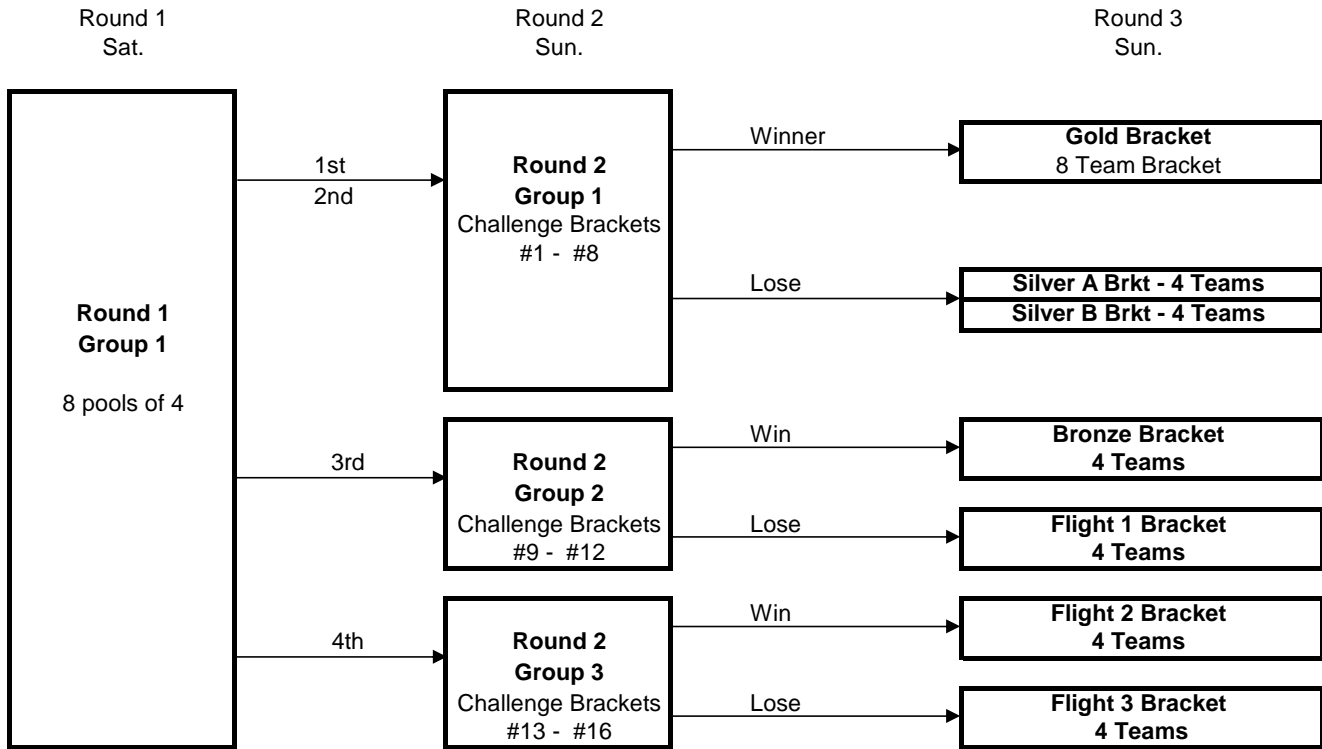 Round 1
Sat.
Round 2
Sun.
Round 3
Sun.
Round 1
Group 1
8 pools of 4
1st
2nd
Round 2
Group 1
Challenge Brackets
#1 - #8
Winner
Gold Bracket
8 Team Bracket
Lose
Silver A Brkt - 4 Teams
Silver B Brkt - 4 Teams
3rd
Round 2
Group 2
Challenge Brackets
#9 - #12
Win
Bronze Bracket
4 Teams
Lose
Flight 1 Bracket
4 Teams
4th
Round 2
Group 3
Challenge Brackets
#13 - #16
Win
Flight 2 Bracket
4 Teams
Lose
Flight 3 Bracket
4 Teams